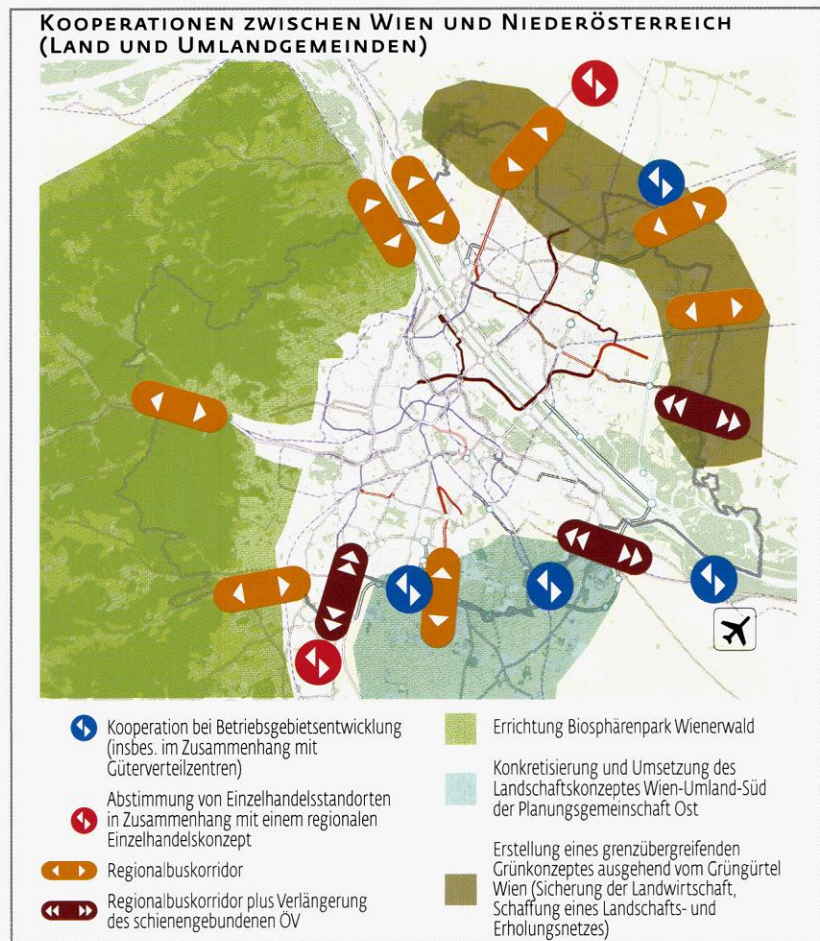 KOOPERATIONEN ZWISCHEN WIEN UND NIEDERÖSTERREICH
(LAND UND UMLANDGEMEINDEN)
Kooperation bei Betriebsgebietsentwicklung
(insbes. im Zusammenhang mit
Güterverteilzentren)
Abstimmung von Einzelhandelsstandorten
in Zusammenhang mit einem regionalen
Einzelhandelskonzept
Regionalbuskorridor
Regionalbuskorridor plus Verlängerung
des schienengebundenen ÖV
Errichtung Biosphärenpark Wienerwald
Konkretisierung und Umsetzung des
Landschaftskonzeptes Wien-Umland-Süd
der Planungsgemeinschaft Ost
Erstellung eines grenzübergreifenden
Grünkonzeptes ausgehend vom Grüngürtel
Wien (Sicherung der Landwirtschaft,
Schaffung eines Landschafts- und
Erholungsnetzes)